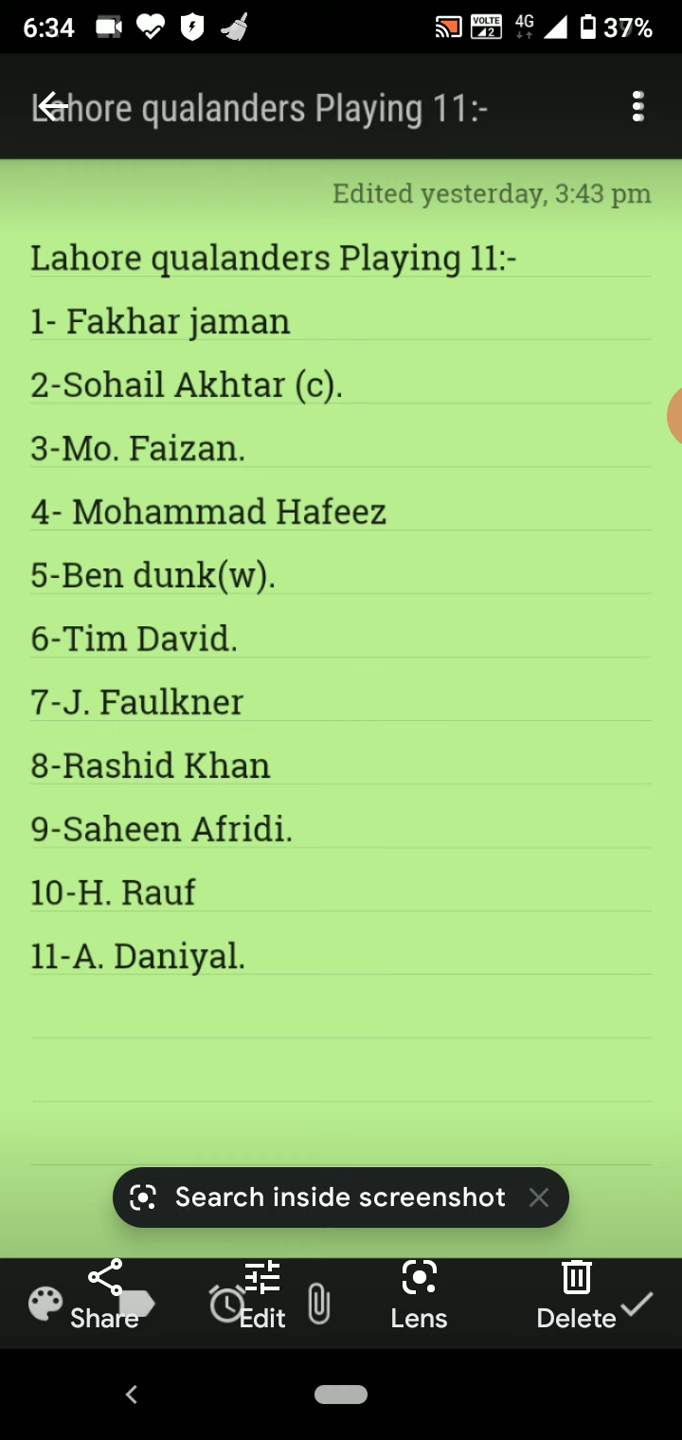 6:34
VOLTE 2 4G 37%
Lahore qualanders Playing 11:-
Edited yesterday, 3:43 pm
Lahore qualanders Playing 11:-
1- Fakhar jaman
2-Sohail Akhtar (c).
3-Mo. Faizan.
4- Mohammad Hafeez
5-Ben dunk(w).
6-Tim David.
7-J. Faulkner
8-Rashid Khan
9-Saheen Afridi.
10-H. Rauf
11-A. Daniyal.
Search inside screenshot
Share Edit Lens Delete